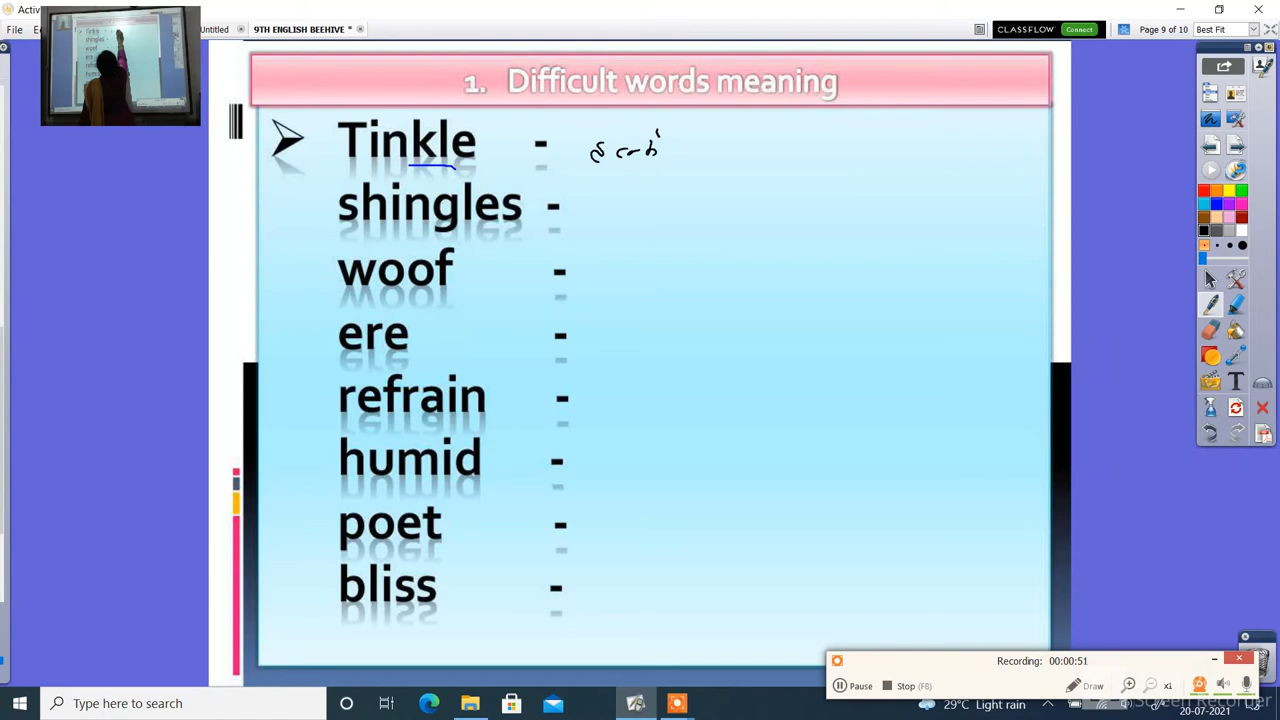 Activ
File
Untitled
9TH ENGLISH BEEHIVE *
CLASSFLOW
Connect
Page 9 of 10
Best Fit
1. Difficult words meaning
Tinkle -
shingles -
woof -
ere -
refrain -
humid -
poet -
bliss -
Recording: 00:00:51
Pause
Stop (F8)
x1
Draw
Type here to search
29°C Light rain
20-07-2021